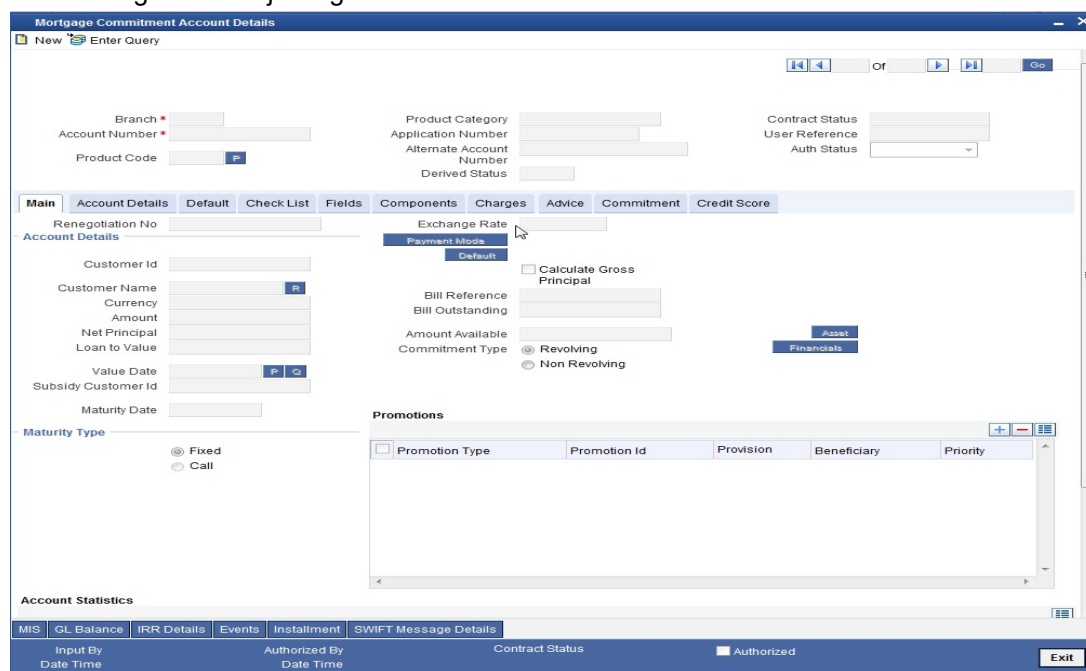 Mortgage Commitment Account Details
New Enter Query
Of Go
Branch * Product Category Contract Status
Account Number * Application Number User Reference
Product Code P Alternate Account Number Auth Status
Derived Status
Main Account Details Default Check List Fields Components Charges Advice Commitment Credit Score
Renegotiation No Exchange Rate
Account Details Payment Mode
Default
Customer Id Calculate Gross Principal
Customer Name R
Currency Bill Reference
Amount Bill Outstanding
Net Principal Amount Available Asset
Loan to Value Commitment Type Revolving Financials
Non Revolving
Value Date P Q
Subsidy Customer Id
Maturity Date
Promotions
Maturity Type
Fixed
Call
Promotion Type Promotion Id Provision Beneficiary Priority
Account Statistics
MIS GL Balance IRR Details Events Installment SWIFT Message Details
Input By Authorized By Contract Status Authorized
Date Time Date Time Exit